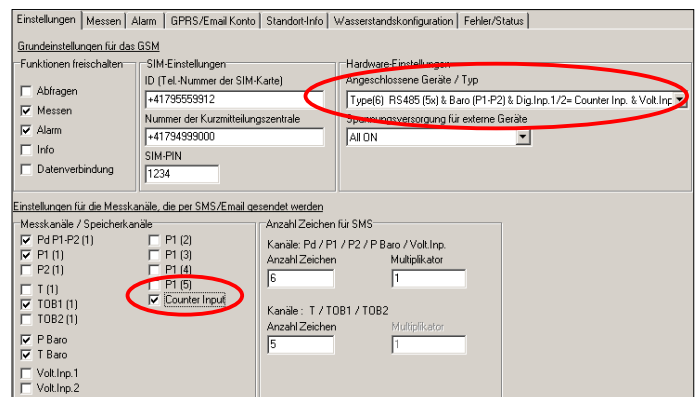 Einstellungen Messen Alarm GPRS/Email Konto Standort-Info Wasserstandskonfiguration Fehler/Status
Grundeinstellungen für das GSM
Funktionen freischalten
Abfragen
Messen
Alarm
Info
Datenverbindung
SIM-Einstellungen
ID (Tel.-Nummer der SIM-Karte)
+41795559912
Nummer der Kurzmitteilungszentrale
+41794999000
SIM-PIN
1234
Hardware-Einstellungen
Angeschlossene Geräte / Typ
Type(6) RS485 (5x) & Baro (P1-P2) & Dig.Inp.1/2= Counter Inp. & Volt.Inp
Spannungsversorgung für externe Geräte
All ON
Einstellungen für die Messkanäle, die per SMS/Email gesendet werden
Messkanäle / Speicherkanäle
Pd P1-P2 (1)
P1 (1)
P2 (1)
T (1)
TOB1 (1)
TOB2 (1)
P Baro
T Baro
Volt.Inp.1
Volt.Inp.2
P1 (2)
P1 (3)
P1 (4)
P1 (5)
Counter Input
Anzahl Zeichen für SMS
Kanäle: Pd / P1 / P2 / P Baro / Volt.Inp.
Anzahl Zeichen Multiplikator
6 1
Kanäle : T / TOB1 / TOB2
Anzahl Zeichen Multiplikator
5 1